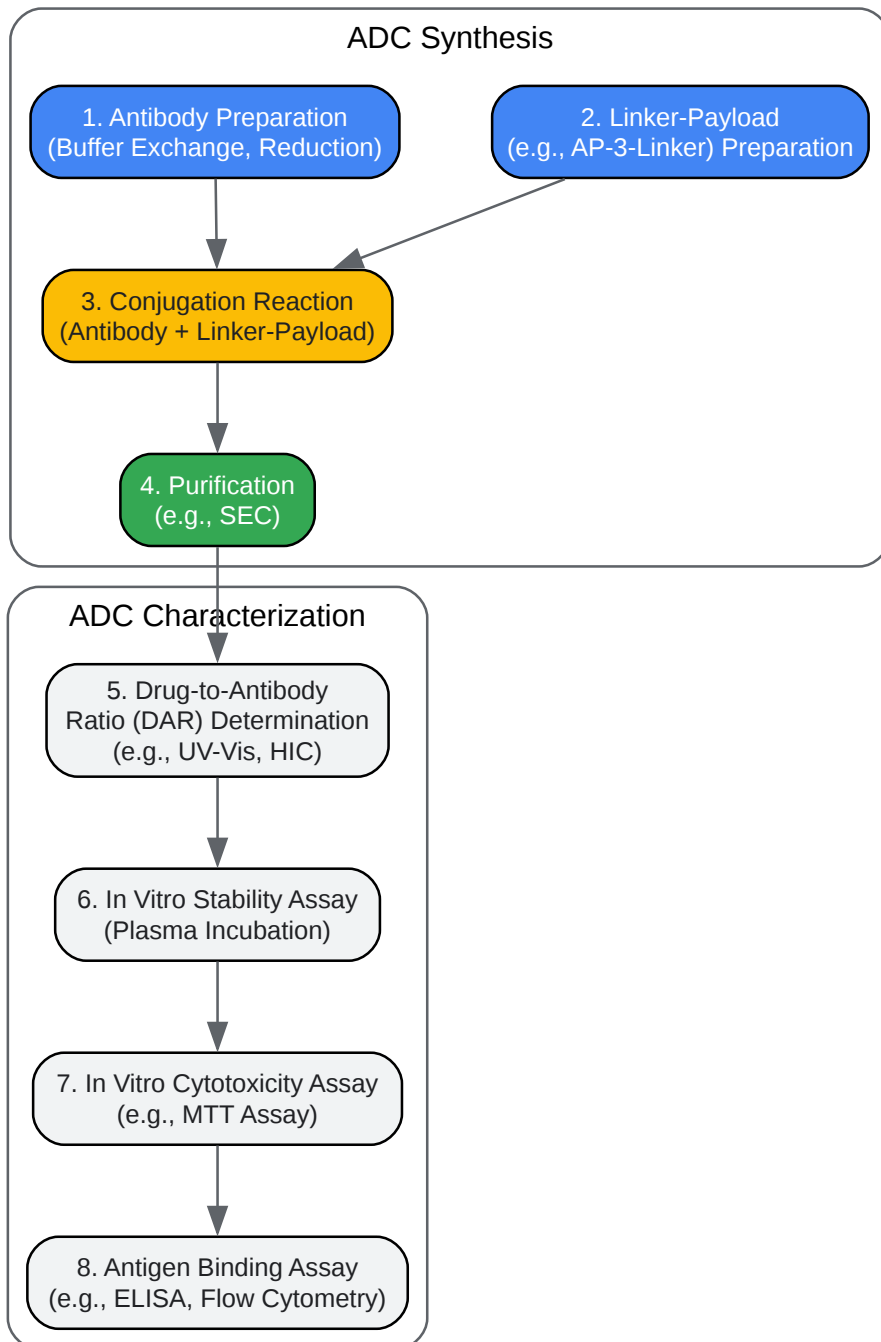 ADC Synthesis
1. Antibody Preparation
(Buffer Exchange, Reduction)
2. Linker-Payload
(e.g., AP-3-Linker) Preparation
3. Conjugation Reaction
(Antibody + Linker-Payload)
4. Purification
(e.g., SEC)
ADC Characterization
5. Drug-to-Antibody
Ratio (DAR) Determination
(e.g., UV-Vis, HIC)
6. In Vitro Stability Assay
(Plasma Incubation)
7. In Vitro Cytotoxicity Assay
(e.g., MTT Assay)
8. Antigen Binding Assay
(e.g., ELISA, Flow Cytometry)